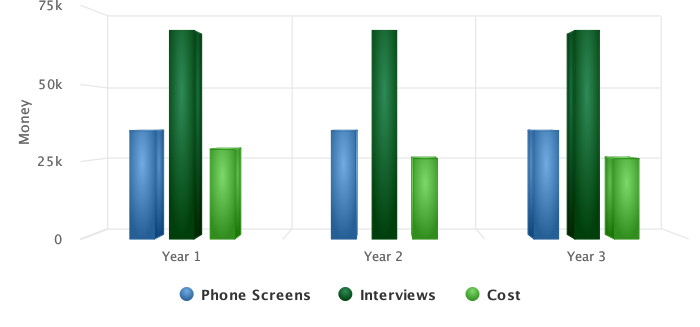 75k
50k
25k
0
Money
Year 1
Year 2
Year 3
Phone Screens
Interviews
Cost